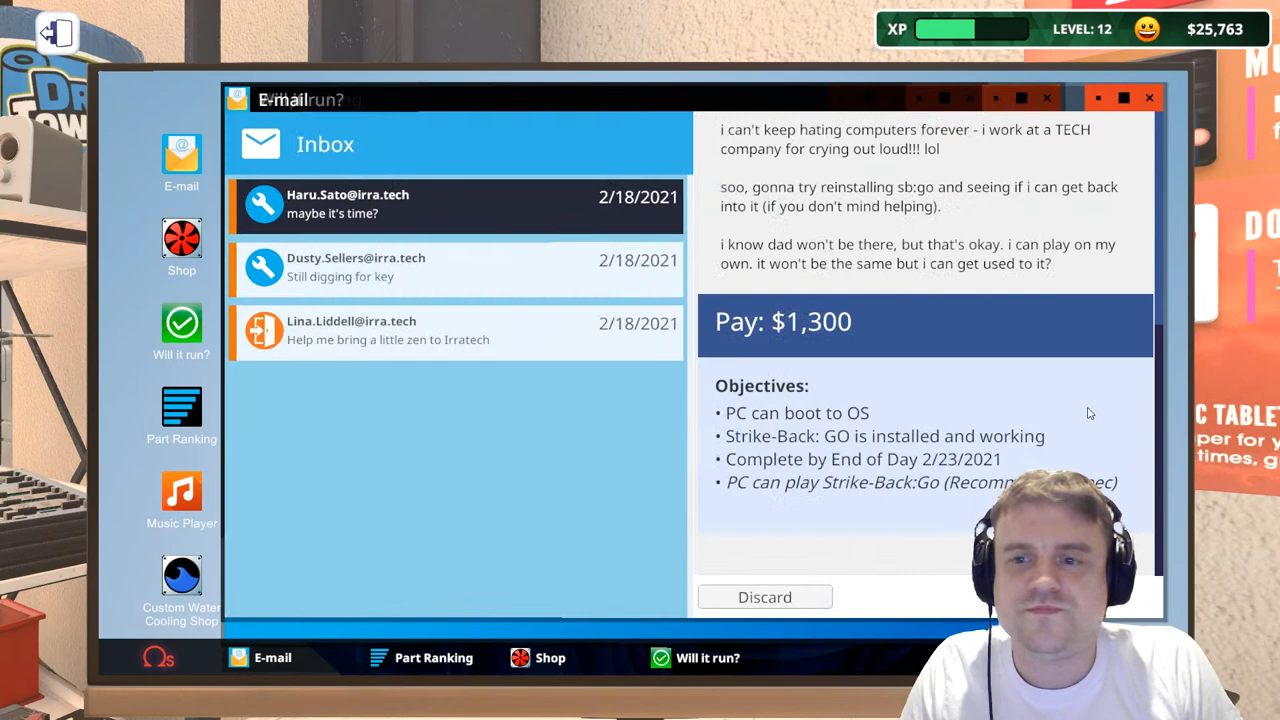 XP
LEVEL: 12
$25,763
E-mail
Inbox
Haru.Sato@irra.tech
2/18/2021
maybe it's time?
Dusty.Sellers@irra.tech
2/18/2021
Still digging for key
Lina.Liddell@irra.tech
2/18/2021
Help me bring a little zen to Irratech
i can't keep hating computers forever - i work at a TECH
company for crying out loud!!! lol
soo, gonna try reinstalling sb:go and seeing if i can get back
into it (if you don't mind helping).
i know dad won't be there, but that's okay. i can play on my
own. it won't be the same but i can get used to it?
Pay: $1,300
Objectives:
• PC can boot to OS
• Strike-Back: GO is installed and working
• Complete by End of Day 2/23/2021
• PC can play Strike-Back:Go
Discard
E-mail
Shop
Will it run?
Part Ranking
Music Player
Custom Water
Cooling Shop
E-mail
Part Ranking
Shop
Will it run?
C TABLET